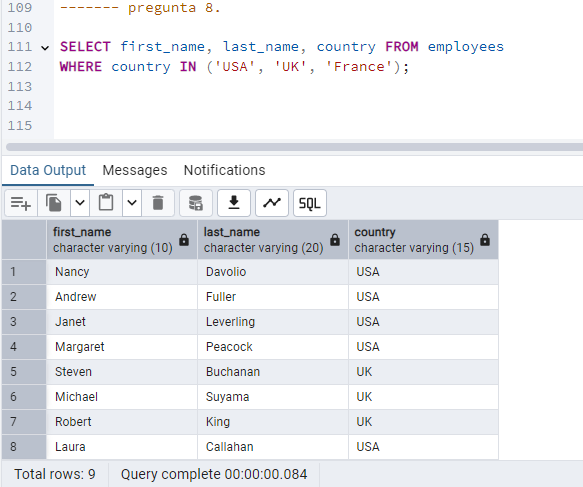 109 ------- pregunta 8.
110
111 SELECT first_name, last_name, country FROM employees
112 WHERE country IN ('USA', 'UK', 'France');
113
114
115
Data Output Messages Notifications
SQL
first_name last_name country
character varying (10) character varying (20) character varying (15)
1 Nancy Davolio USA
2 Andrew Fuller USA
3 Janet Leverling USA
4 Margaret Peacock USA
5 Steven Buchanan UK
6 Michael Suyama UK
7 Robert King UK
8 Laura Callahan USA
Total rows: 9 Query complete 00:00:00.084